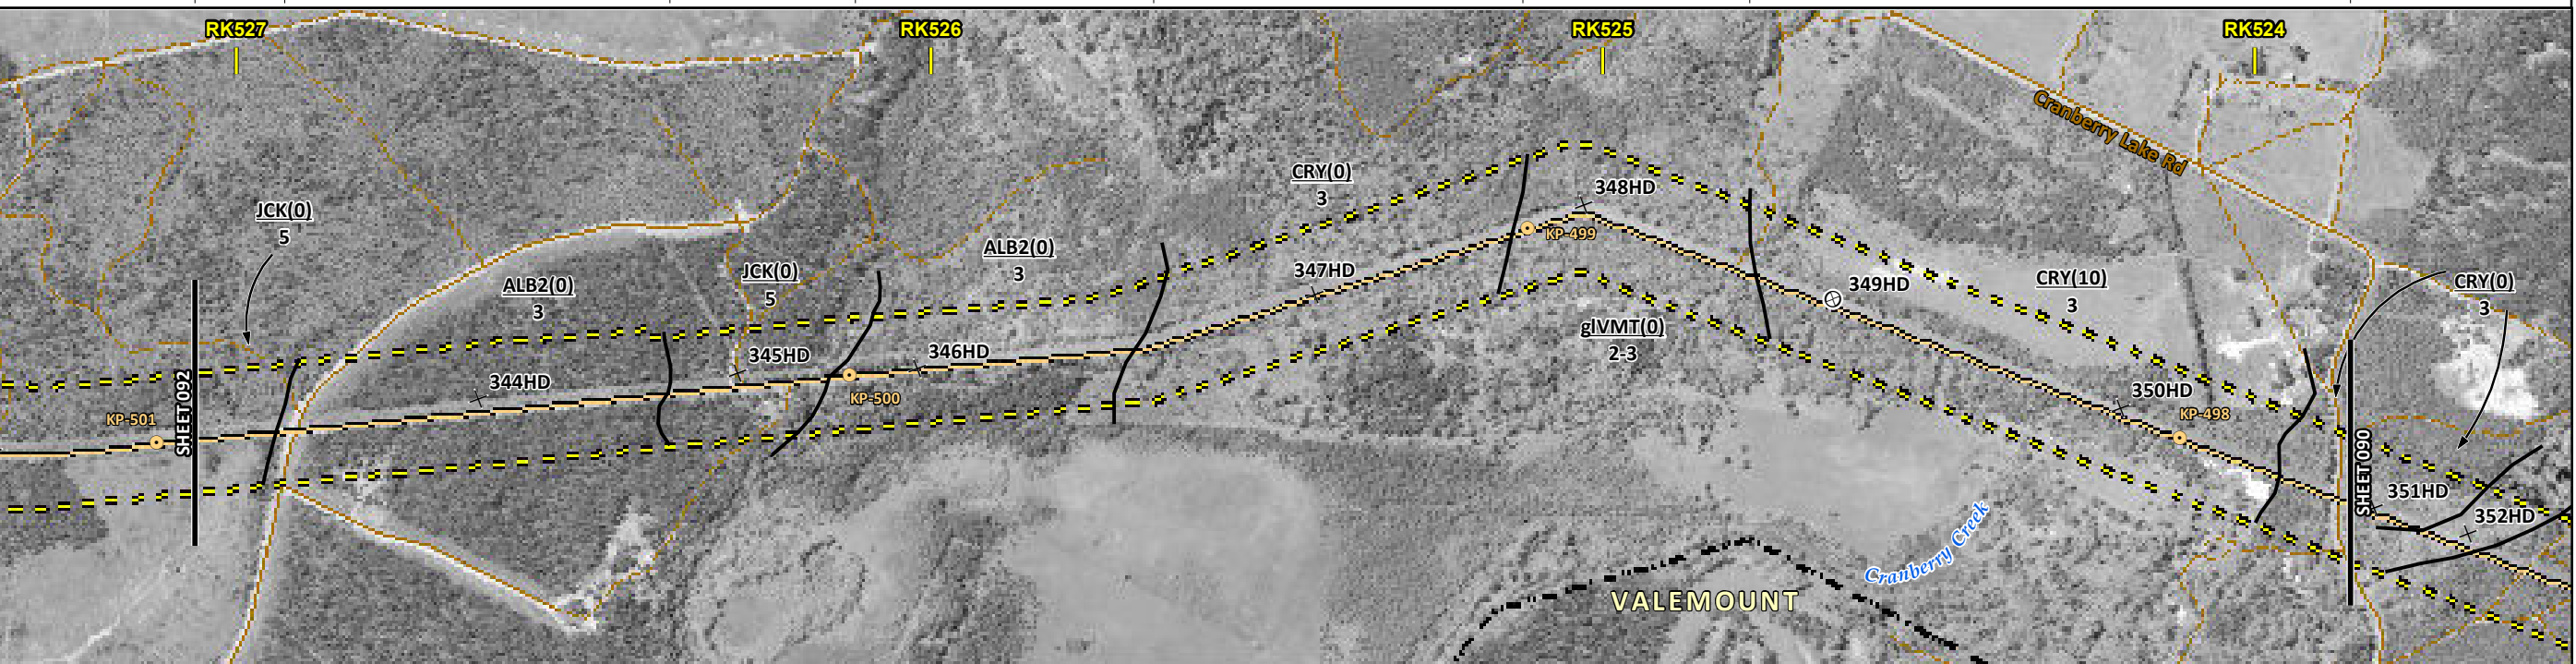 RK527
RK526
RK525
RK524
Cranberry Lake Rd
JCK(0)
5
ALB2(0)
3
JCK(0)
5
ALB2(0)
3
CRY(0)
3
348HD
KP-499
347HD
349HD
CRY(10)
3
CRY(0)
3
glVMT(0)
2-3
344HD
345HD
346HD
350HD
KP-501
KP-500
KP-498
SHEET 092
SHEET 090
351HD
352HD
Cranberry Creek
VALEMOUNT